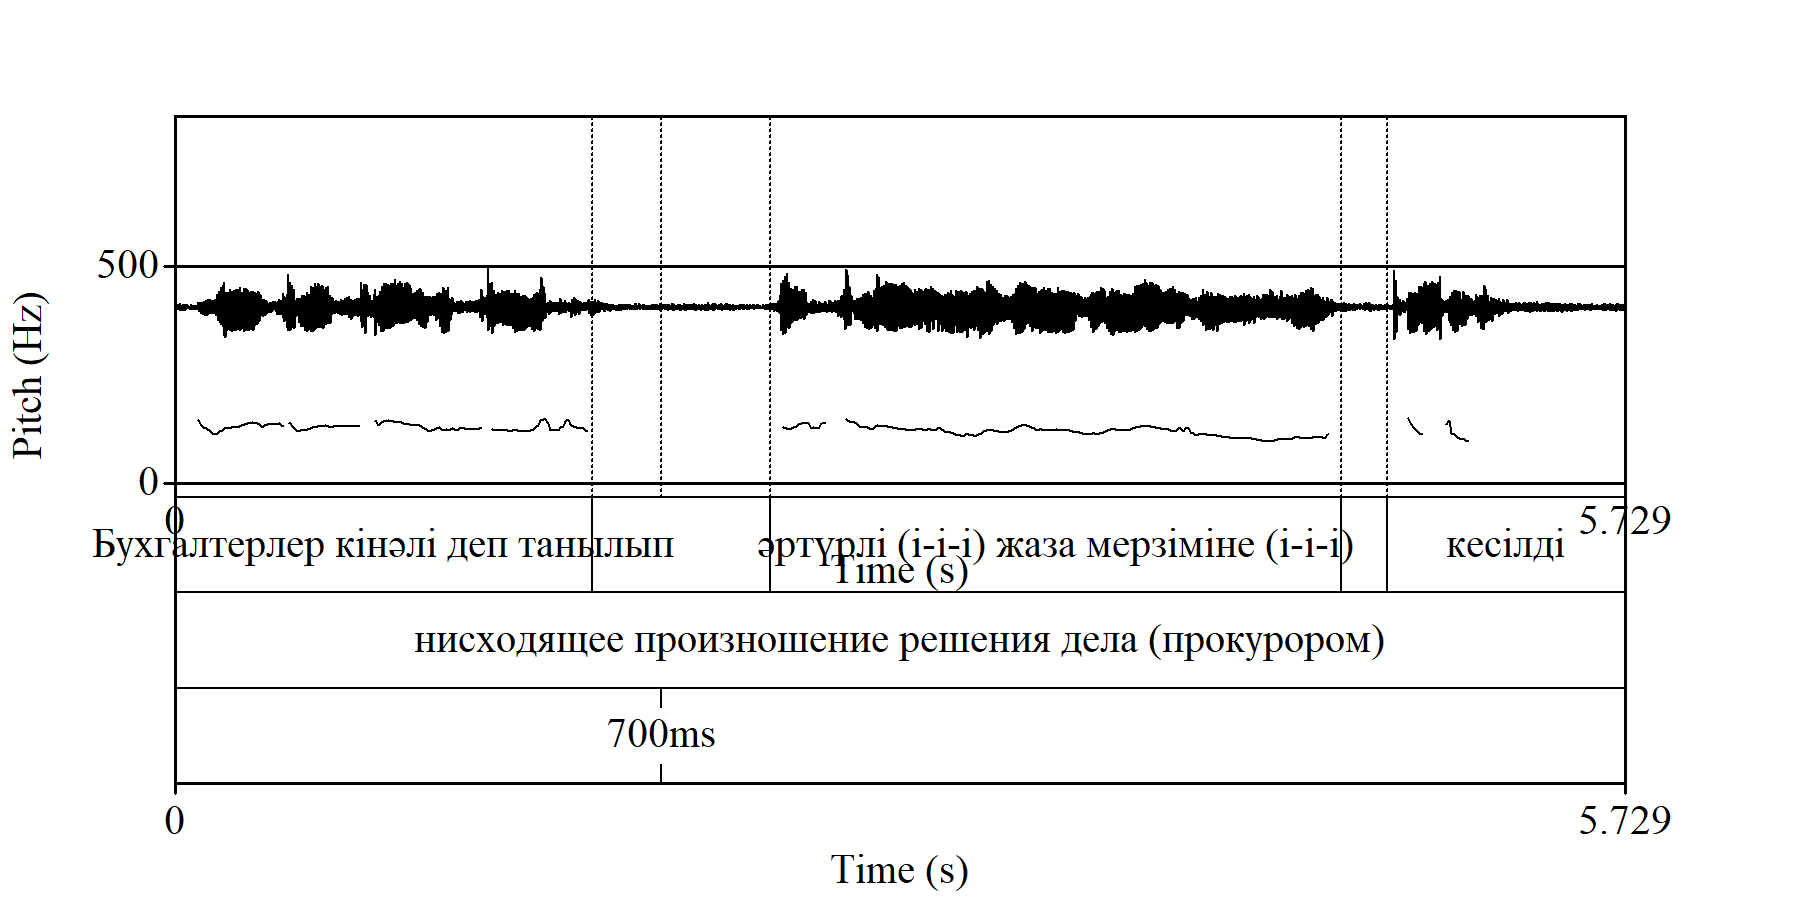 Pitch (Hz)
500
0
0
5.729
Бухгалтерлер кінәлі деп танылып
әртүрлі (і-і-і) жаза мерзіміне (і-і-і)
кесілді
Time (s)
нисходящее произношение решения дела (прокурором)
700ms
0
5.729
Time (s)